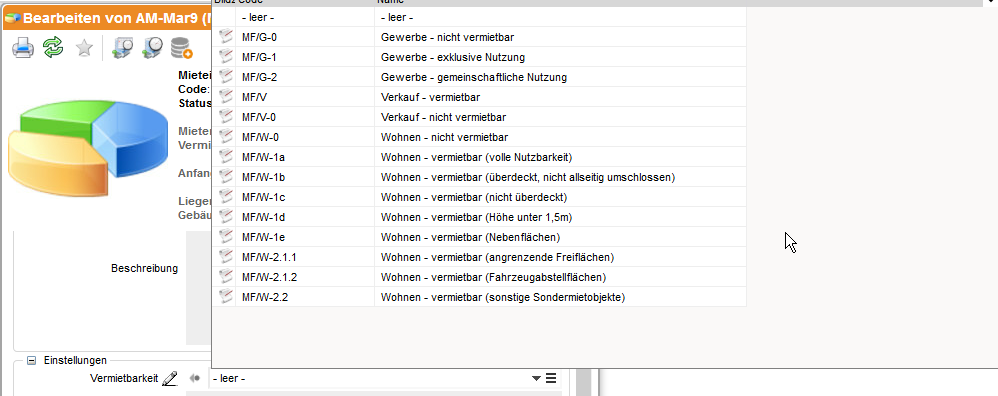 Bearbeiten von AM-Mar9 (
Code Name
- leer - - leer -
MF/G-0 Gewerbe - nicht vermietbar
MF/G-1 Gewerbe - exklusive Nutzung
MF/G-2 Gewerbe - gemeinschaftliche Nutzung
MF/V Verkauf - vermietbar
MF/V-0 Verkauf - nicht vermietbar
MF/W-0 Wohnen - nicht vermietbar
MF/W-1a Wohnen - vermietbar (volle Nutzbarkeit)
MF/W-1b Wohnen - vermietbar (überdeckt, nicht allseitig umschlossen)
MF/W-1c Wohnen - vermietbar (nicht überdeckt)
MF/W-1d Wohnen - vermietbar (Höhe unter 1,5m)
MF/W-1e Wohnen - vermietbar (Nebenflächen)
MF/W-2.1.1 Wohnen - vermietbar (angrenzende Freiflächen)
MF/W-2.1.2 Wohnen - vermietbar (Fahrzeugabstellflächen)
MF/W-2.2 Wohnen - vermietbar (sonstige Sondermietobjekte)
Mietei
Code:
Status
Mieter
Vermi
Anfan
Lieger
Gebäu
Beschreibung
Einstellungen
Vermietbarkeit - leer -